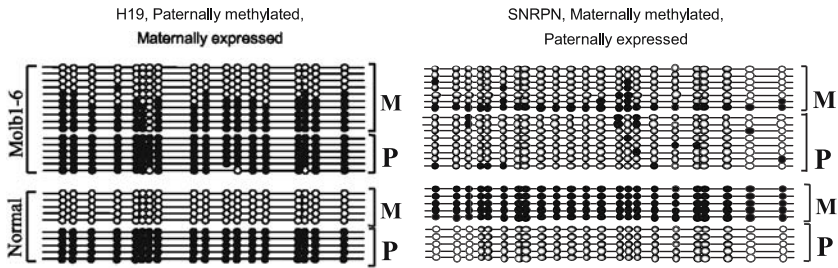 H19, Paternally methylated,
Maternally expressed
SNRPN, Maternally methylated,
Paternally expressed
Molb1-6
M
P
Normal
M
P
M
P
M
P